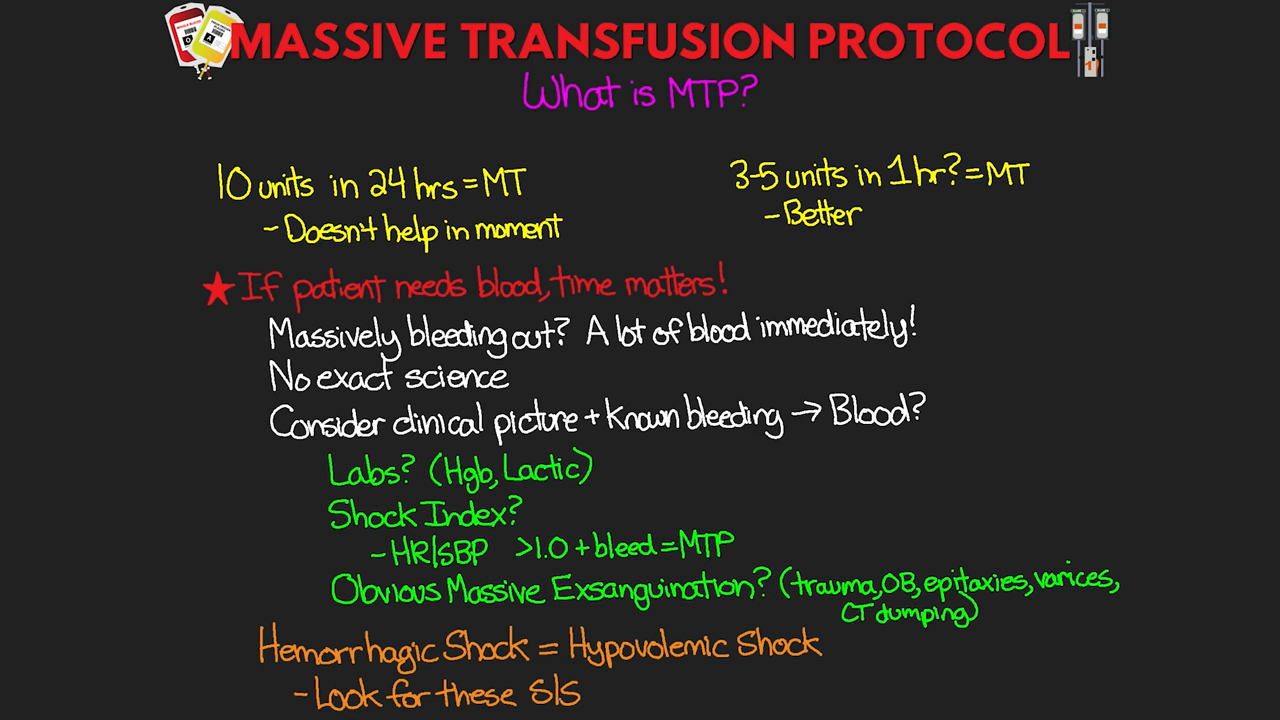 MASSIVE TRANSFUSION PROTOCOL
What is MTP?
10 units in 24 hrs = MT
- Doesn't help in moment
3-5 units in 1 hr? = MT
- Better
★ If patient needs blood, time matters!
Massively bleeding out? A lot of blood immediately!
No exact science
Consider clinical picture + Known bleeding → Blood?
Labs? (Hgb, Lactic)
Shock Index?
- HR/SBP >1.0 + bleed = MTP
Obvious Massive Exsanguination? (trauma, OB, epitaxies, varices,
CT dumping)
Hemorrhagic Shock = Hypovolemic Shock
- Look for these S/S